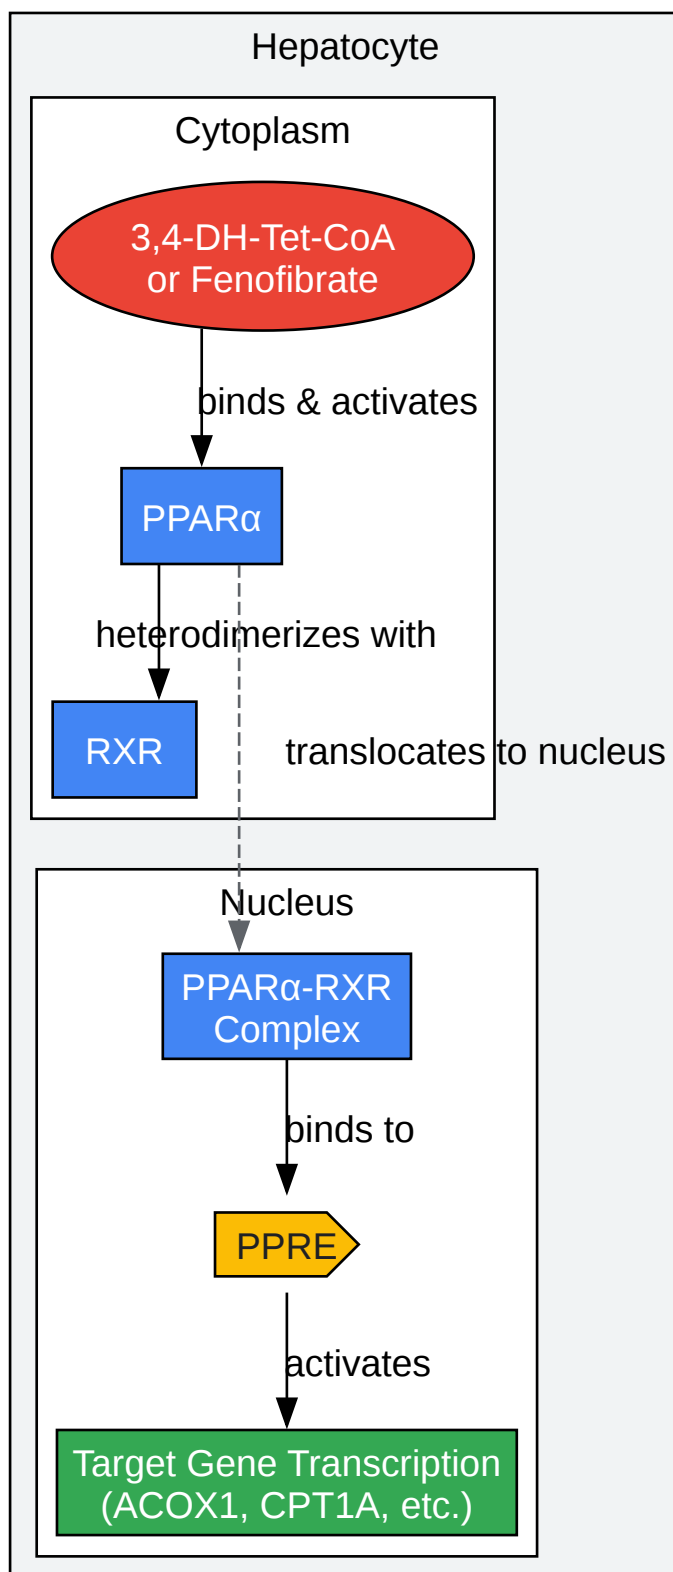 Hepatocyte
Cytoplasm
3,4-DH-Tet-CoA
or Fenofibrate
binds & activates
PPARα
heterodimerizes with
RXR
translocates to nucleus
Nucleus
PPARα-RXR
Complex
binds to
PPRE
activates
Target Gene Transcription
(ACOX1, CPT1A, etc.)